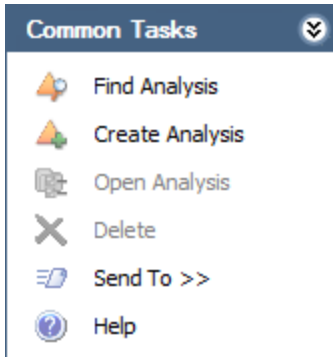 Common Tasks
Find Analysis
Create Analysis
Open Analysis
Delete
Send To >>
Help